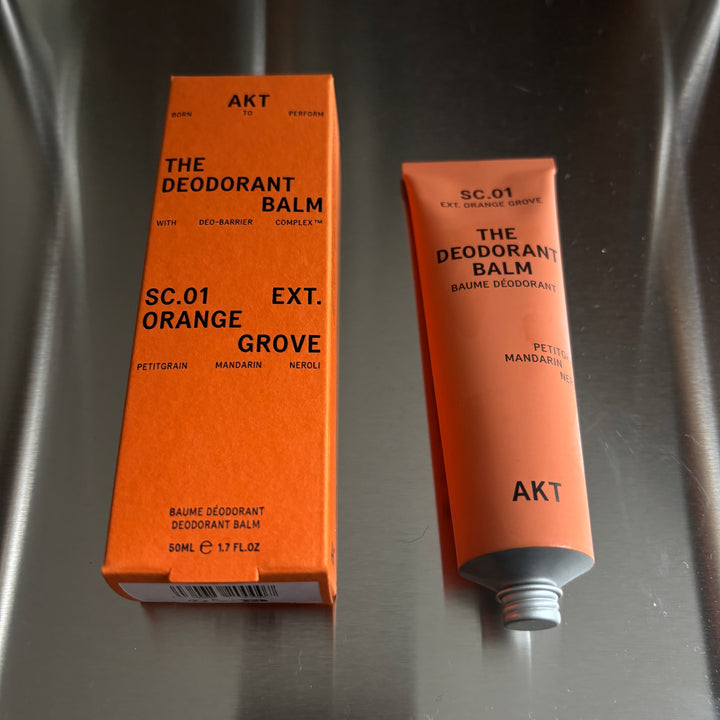 AKT
BORN TO PERFORM
THE
DEODORANT
BALM
WITH DEO-BARRIER COMPLEX™
SC.01 EXT.
ORANGE
GROVE
PETITGRAIN MANDARIN NEROLI
BAUME DÉODORANT
DEODORANT BALM
50ML ℮ 1.7 FL.OZ
SC.01
EXT. ORANGE GROVE
THE
DEODORANT
BALM
BAUME DÉODORANT
PETITG
MANDARIN
NER
AKT